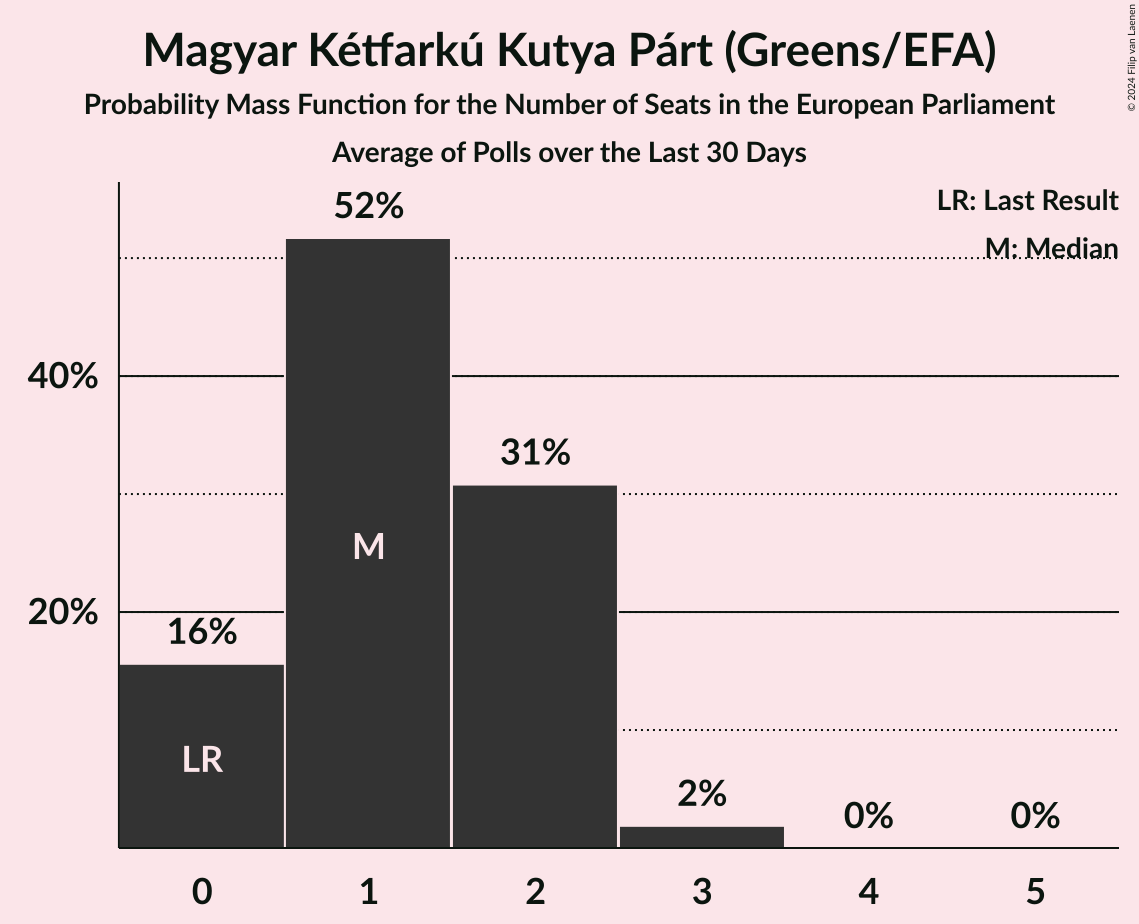 Magyar Kétfarkú Kutya Párt (Greens/EFA)
Probability Mass Function for the Number of Seats in the European Parliament
Average of Polls over the Last 30 Days
© 2024 Filip van Laenen
LR: Last Result
M: Median
52%
40%
31%
M
20%
16%
LR
2%
0%
0%
0 1 2 3 4 5